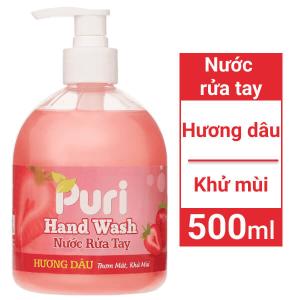 Puri
Hand Wash
Nước Rửa Tay
HƯƠNG DÂU Thơm Mát, Khử Mùi
Nước
rửa tay
Hương dâu
Khử mùi
500ml